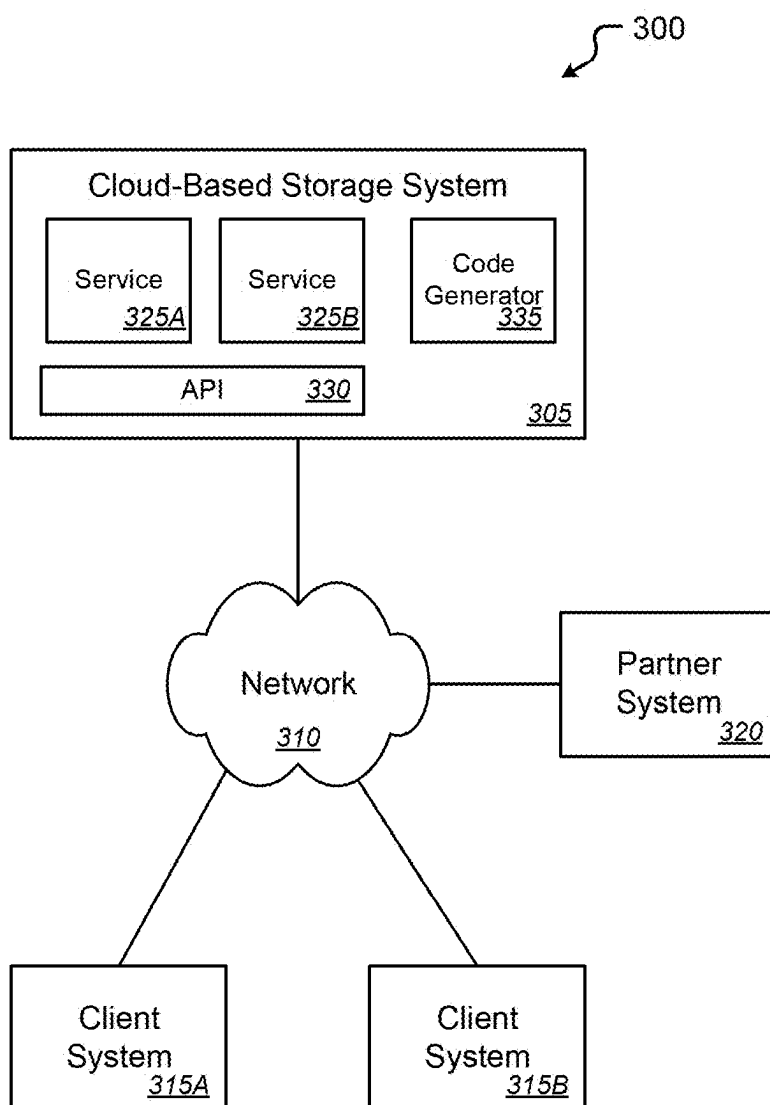 300
Cloud-Based Storage System
Service
325A
Service
325B
Code
Generator
335
API 330
305
Network
310
Partner
System
320
Client
System
315A
Client
System
315B